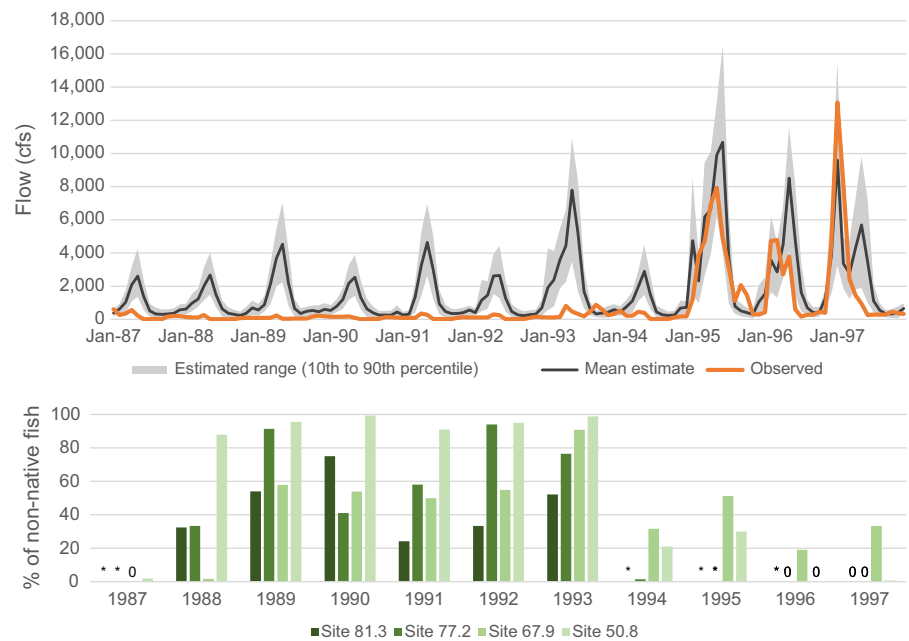 18,000
16,000
14,000
12,000
10,000
8,000
6,000
4,000
2,000
0
Flow (cfs)
Jan-87 Jan-88 Jan-89 Jan-90 Jan-91 Jan-92 Jan-93 Jan-94 Jan-95 Jan-96 Jan-97
Estimated range (10th to 90th percentile) Mean estimate Observed
100
80
60
40
20
0
% of non-native fish
* * 0 * * * * 0 0 0 0
1987 1988 1989 1990 1991 1992 1993 1994 1995 1996 1997
Site 81.3 Site 77.2 Site 67.9 Site 50.8